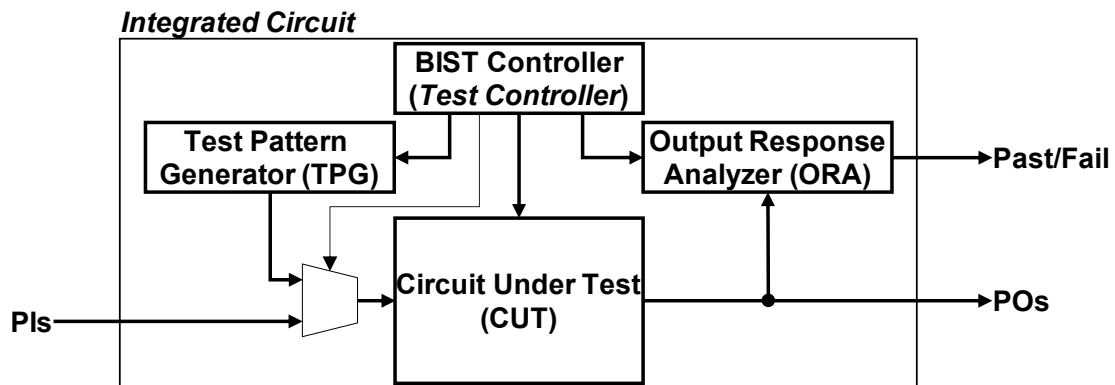 Integrated Circuit
BIST Controller
(Test Controller)
Test Pattern
Generator (TPG)
Output Response
Analyzer (ORA)
Past/Fail
Circuit Under Test
(CUT)
PIs
POs